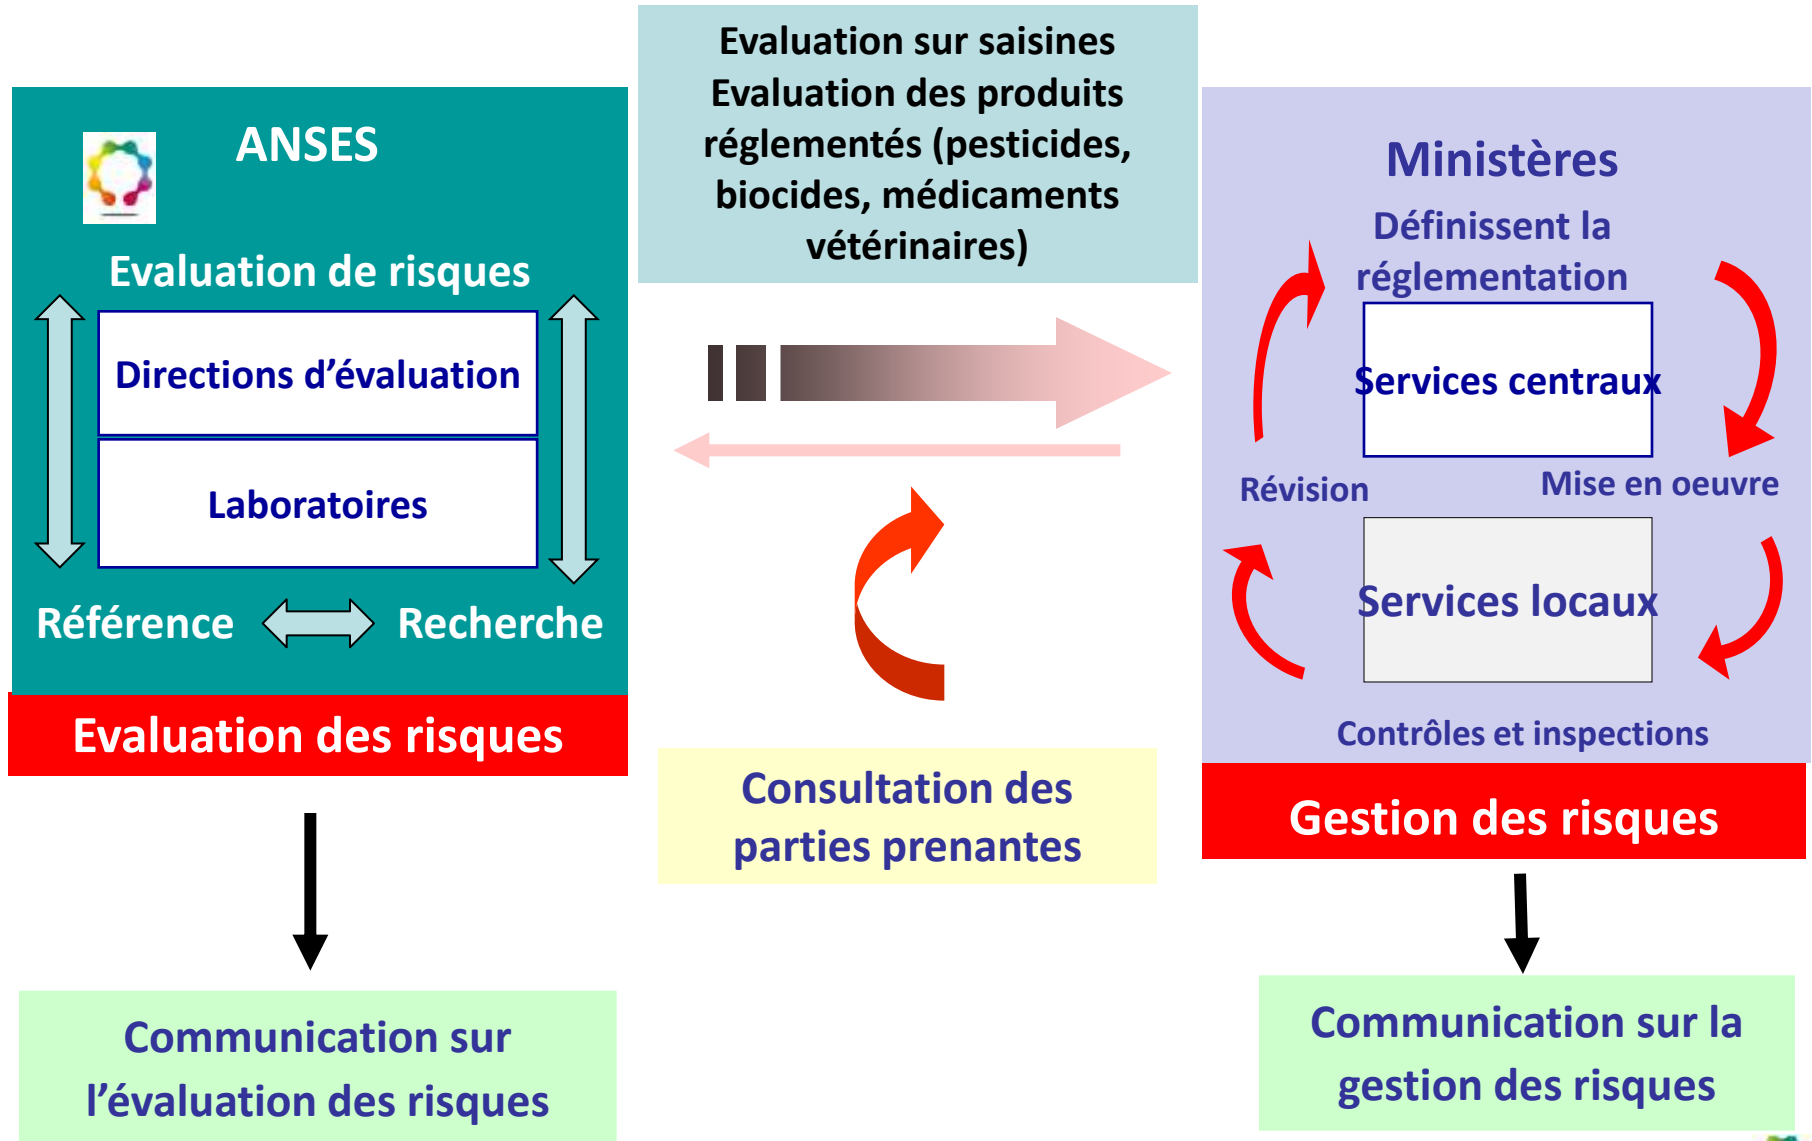 Evaluation sur saisines
Evaluation des produits
réglementés (pesticides,
biocides, médicaments
vétérinaires)
ANSES
Evaluation de risques
Directions d’évaluation
Laboratoires
Référence
Recherche
Evaluation des risques
Communication sur
l’évaluation des risques
Consultation des
parties prenantes
Ministères
Définissent la
réglementation
Services centraux
Révision
Mise en oeuvre
Services locaux
Contrôles et inspections
Gestion des risques
Communication sur la
gestion des risques